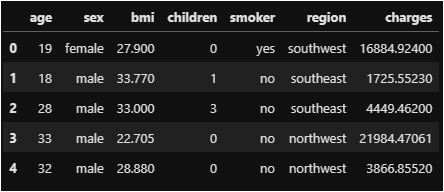 age sex bmi children smoker region charges
0 19 female 27.900 0 yes southwest 16884.92400
1 18 male 33.770 1 no southeast 1725.55230
2 28 male 33.000 3 no southeast 4449.46200
3 33 male 22.705 0 no northwest 21984.47061
4 32 male 28.880 0 no northwest 3866.85520